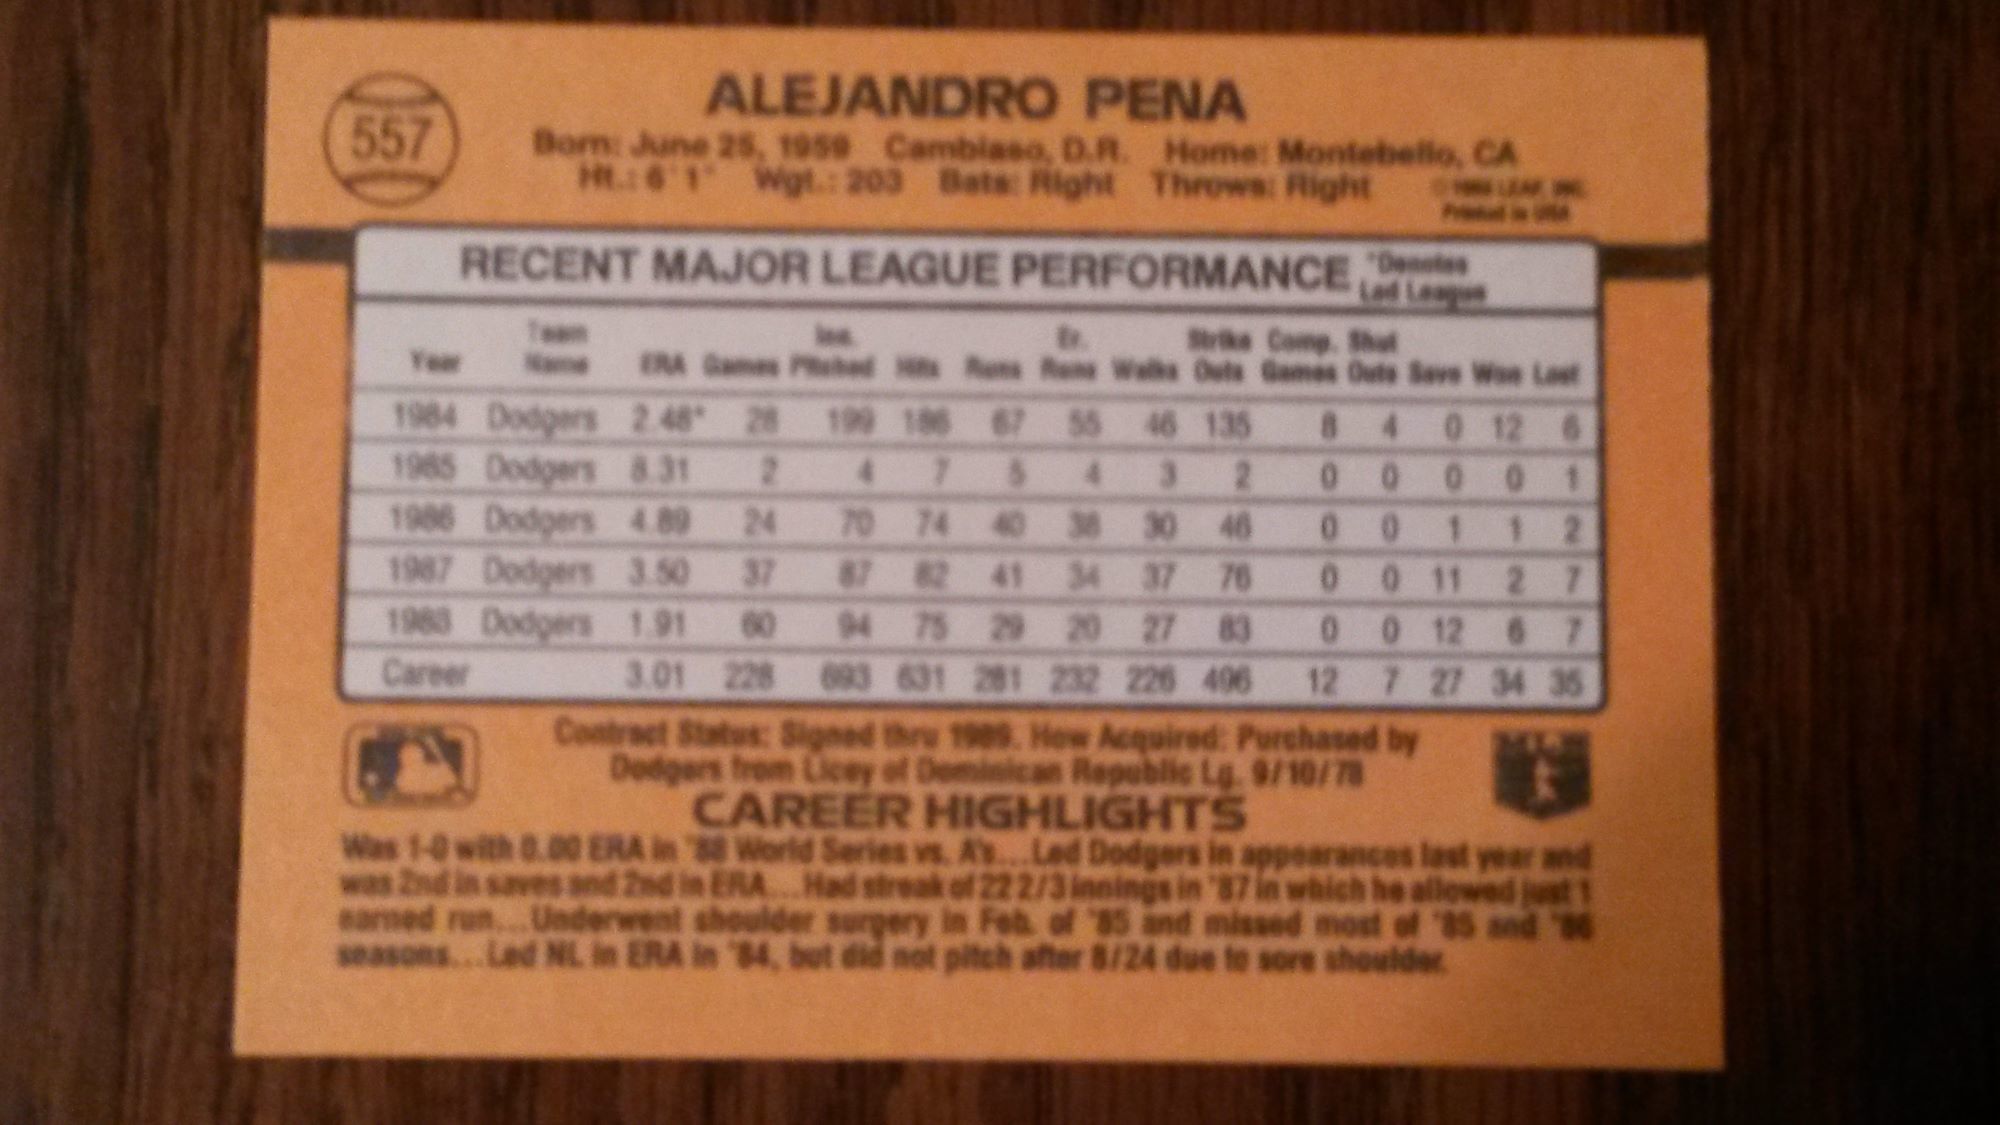 557
ALEJANDRO PENA
Born: June 25, 1959 Cambiaso, D.R. Home: Montebello, CA
Ht.: 6' 1" Wgt.: 203 Bats: Right Throws: Right
LEAF, INC.
Printed in USA
RECENT MAJOR LEAGUE PERFORMANCE *Denotes
Led League
Team Inn. Er. Strike Comp. Shut
Year Name ERA Games Pitched Hits Runs Runs Walks Outs Games Outs Save Won Lost
1984 Dodgers 2.48* 28 199 186 67 55 46 135 8 4 0 12 6
1985 Dodgers 8.31 2 4 7 5 4 3 2 0 0 0 0 1
1986 Dodgers 4.89 24 70 74 40 38 30 46 0 0 1 1 2
1987 Dodgers 3.50 37 87 82 41 34 37 76 0 0 11 2 7
1988 Dodgers 1.91 60 94 75 29 20 27 83 0 0 12 6 7
Career 3.01 228 693 631 281 232 226 496 12 7 27 34 35
Contract Status: Signed thru 1989. How Acquired: Purchased by
Dodgers from Licey of Dominican Republic Lg. 9/10/78
CAREER HIGHLIGHTS
Was 1-0 with 0.00 ERA in '88 World Series vs. A's...Led Dodgers in appearances last year and
was 2nd in saves and 2nd in ERA...Had streak of 22 2/3 innings in '87 in which he allowed just 1
earned run...Underwent shoulder surgery in Feb. of '85 and missed most of '85 and '86
seasons...Led NL in ERA in '84, but did not pitch after 8/24 due to sore shoulder.